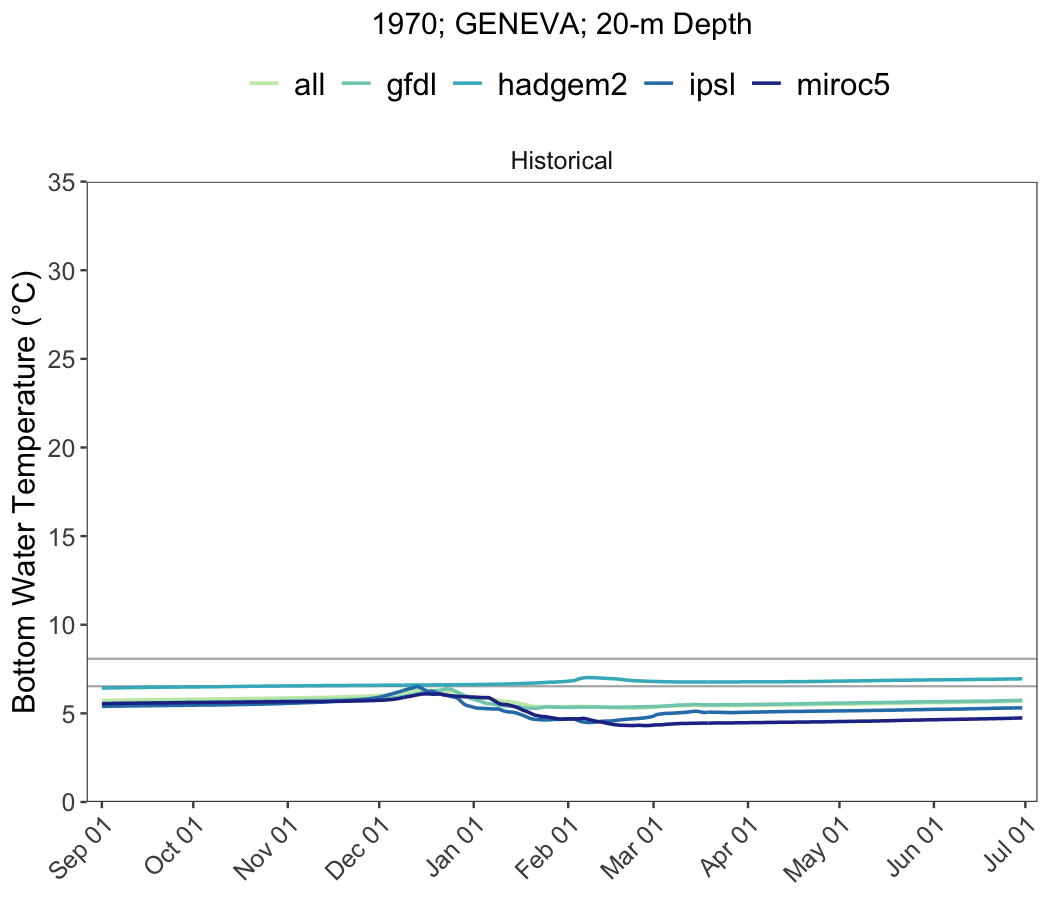 1970; GENEVA; 20-m Depth
all gfdl hadgem2 ipsl miroc5
Historical
Bottom Water Temperature (°C)
35
30
25
20
15
10
5
0
Sep 01 Oct 01 Nov 01 Dec 01 Jan 01 Feb 01 Mar 01 Apr 01 May 01 Jun 01 Jul 01